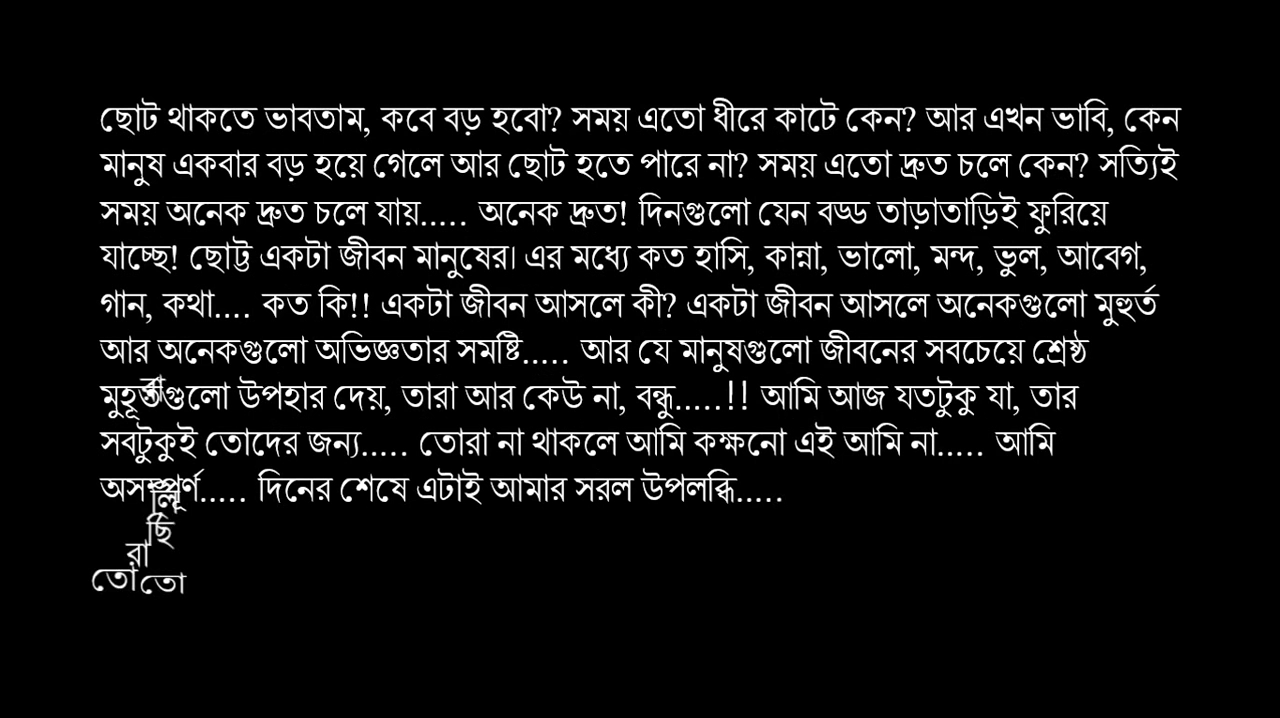 ছোট থাকতে ভাবতাম, কবে বড় হবো? সময় এতো ধীরে কাটে কেন? আর এখন ভাবি, কেন
মানুষ একবার বড় হয়ে গেলে আর ছোট হতে পারে না? সময় এতো দ্রুত চলে কেন? সত্যিই
সময় অনেক দ্রুত চলে যায়..... অনেক দ্রুত! দিনগুলো যেন বড্ড তাড়াতাড়িই ফুরিয়ে
যাচ্ছে! ছোট্ট একটা জীবন মানুষের। এর মধ্যে কত হাসি, কান্না, ভালো, মন্দ, ভুল, আবেগ,
গান, কথা.... কত কি!! একটা জীবন আসলে কী? একটা জীবন আসলে অনেকগুলো মুহুর্ত
আর অনেকগুলো অভিজ্ঞতার সমষ্টি..... আর যে মানুষগুলো জীবনের সবচেয়ে শ্রেষ্ঠ
মুহূর্তগুলো উপহার দেয়, তারা আর কেউ না, বন্ধু.....!! আমি আজ যতটুকু যা, তার
সবটুকুই তোদের জন্য..... তোরা না থাকলে আমি কক্ষনো এই আমি না..... আমি
অসম্পূর্ণ..... দিনের শেষে এটাই আমার সরল উপলব্ধি.....
ছি
রা
তো তো